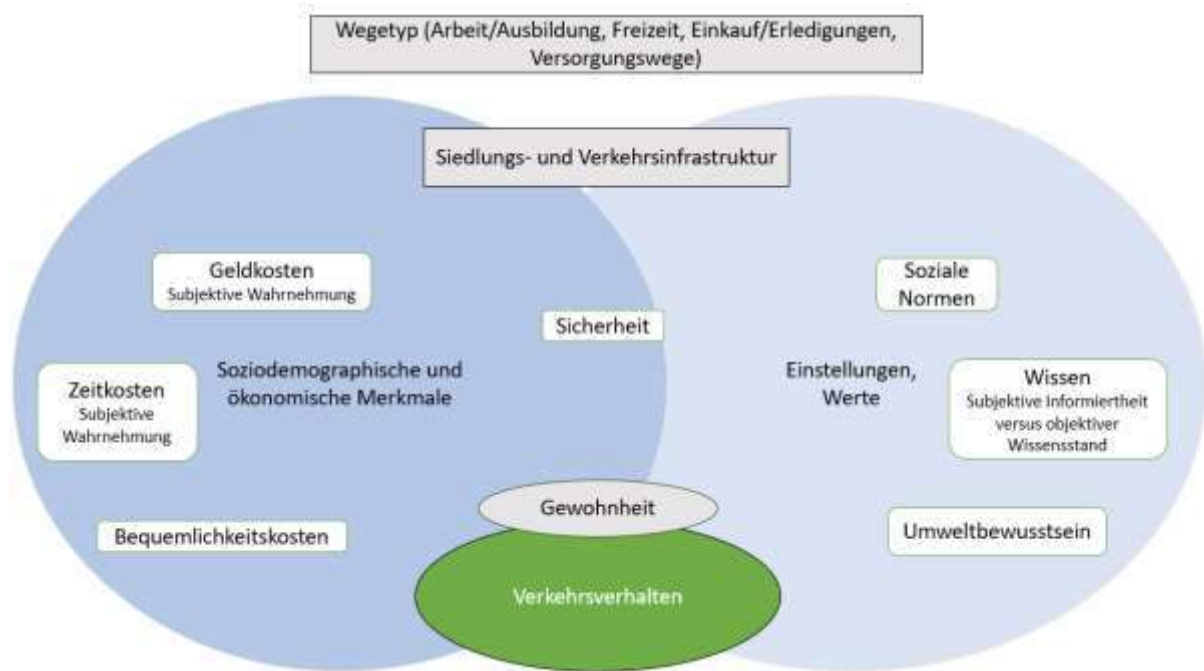 Wegetyp (Arbeit/Ausbildung, Freizeit, Einkauf/Erledigungen,
Versorgungswege)
Siedlungs- und Verkehrsinfrastruktur
Geldkosten
Subjektive Wahrnehmung
Soziale
Normen
Sicherheit
Zeitkosten
Subjektive
Wahrnehmung
Soziodemographische und
ökonomische Merkmale
Einstellungen,
Werte
Wissen
Subjektive Informiertheit
versus objektiver
Wissensstand
Gewohnheit
Bequemlichkeitskosten
Umweltbewusstsein
Verkehrsverhalten